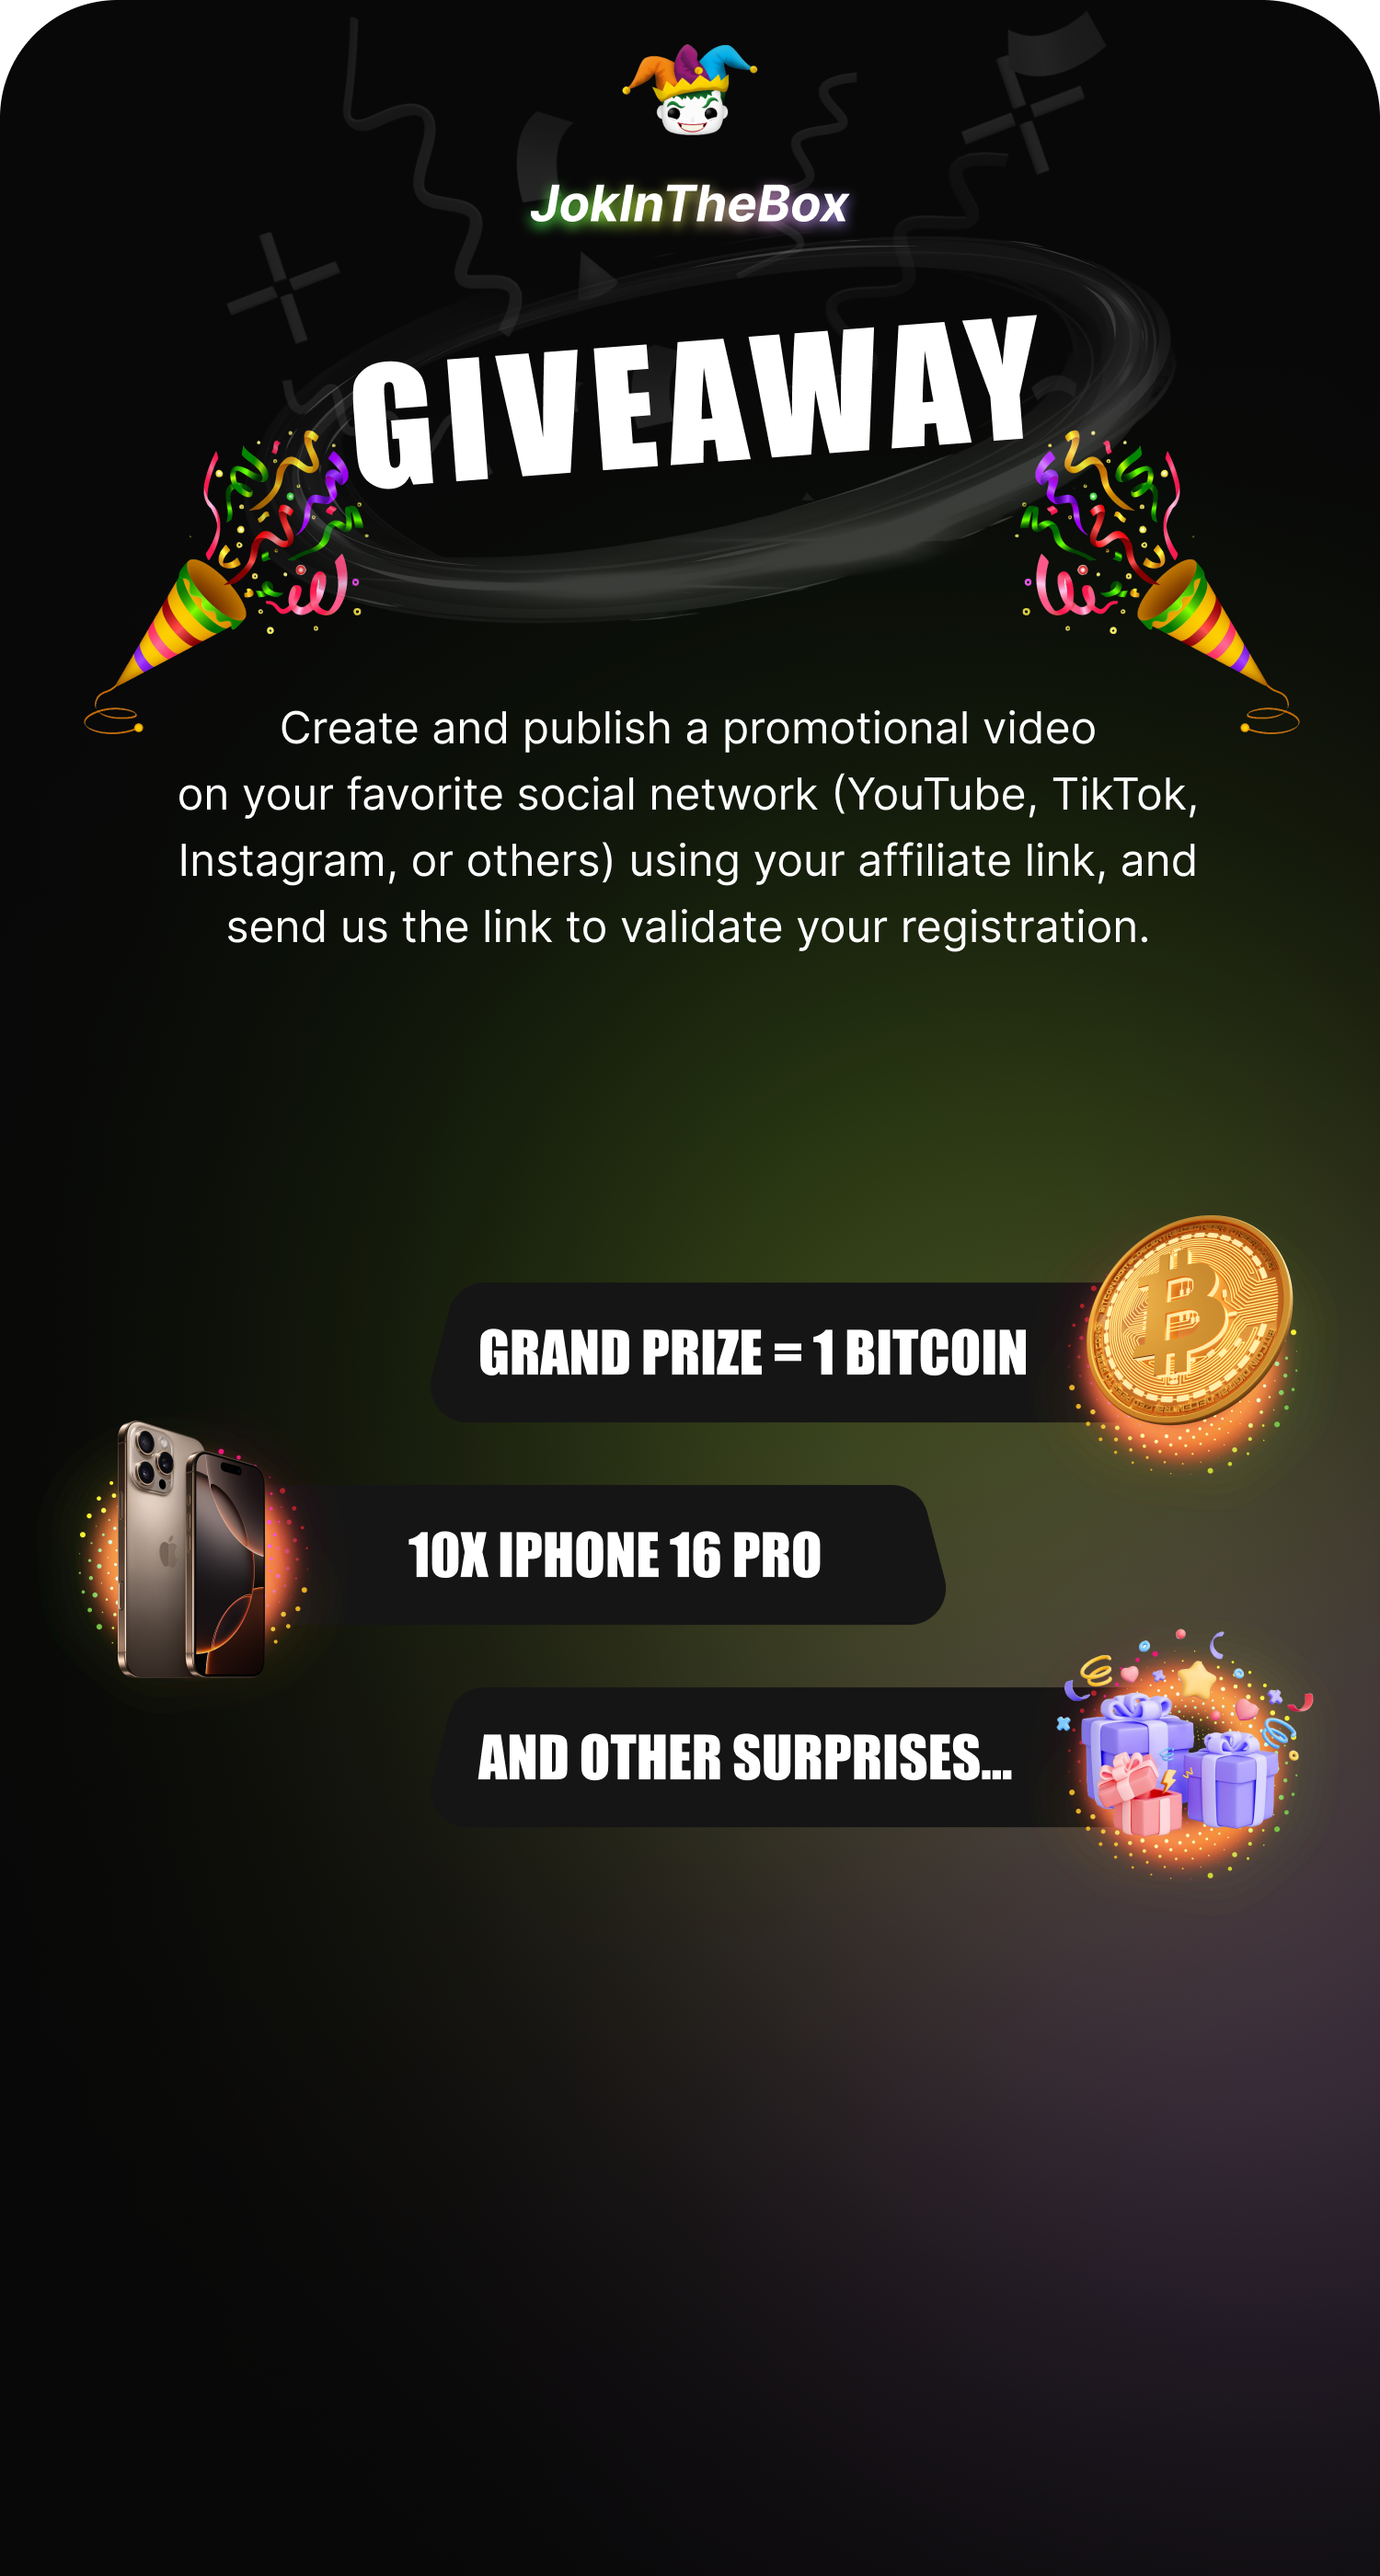 JokInTheBox
GIVEAWAY
Create and publish a promotional video
on your favorite social network (YouTube, TikTok,
Instagram, or others) using your affiliate link, and
send us the link to validate your registration.
GRAND PRIZE = 1 BITCOIN
10X IPHONE 16 PRO
AND OTHER SURPRISES...